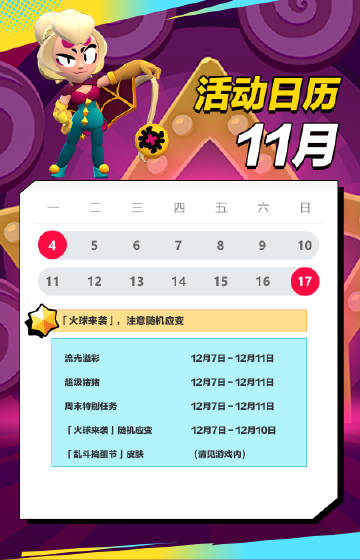 活动日历
11月
一 二 三 四 五 六 日
4 5 6 7 8 9 10
11 12 13 14 15 16 17
「火球来袭」，注意随机应变
流光溢彩 12月7日－12月11日
超级猪猪 12月7日－12月11日
周末特别任务 12月7日－12月11日
「火球来袭」随机应变 12月7日－12月10日
「乱斗捣蛋节」皮肤 （请见游戏内）